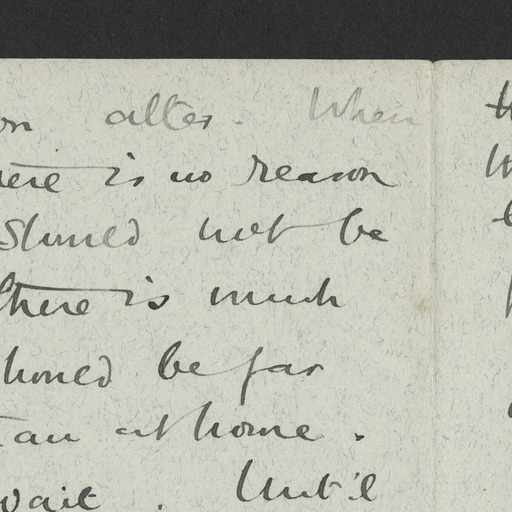 on alter. When
here is no reason
should not be
there is much
should be far
than at home.
wait. Until